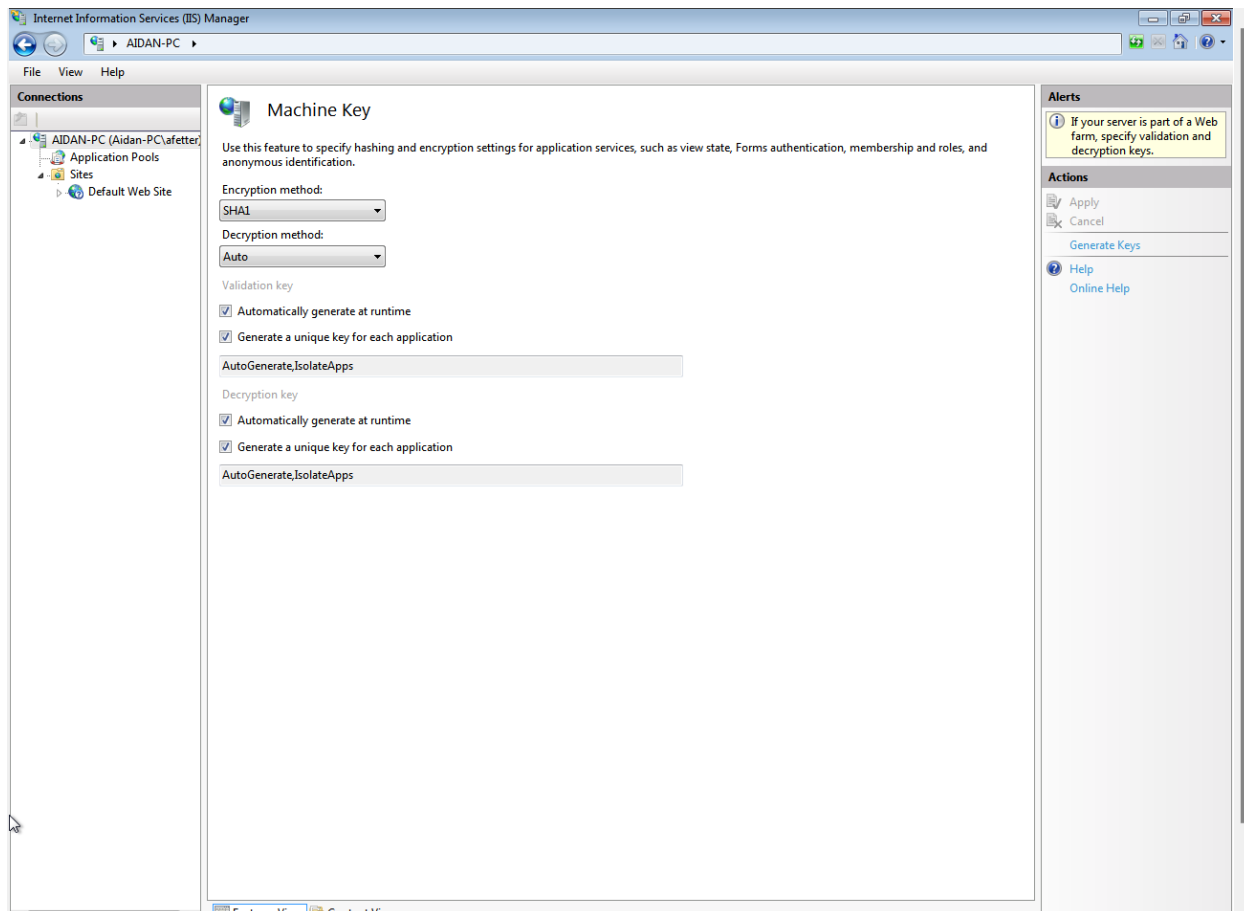 Internet Information Services (IIS) Manager
AIDAN-PC
File View Help
Connections
AIDAN-PC (Aidan-PC\afetter)
Application Pools
Sites
Default Web Site
Machine Key
Use this feature to specify hashing and encryption settings for application services, such as view state, Forms authentication, membership and roles, and
anonymous identification.
Encryption method:
SHA1
Decryption method:
Auto
Validation key
Automatically generate at runtime
Generate a unique key for each application
AutoGenerate,IsolateApps
Decryption key
Automatically generate at runtime
Generate a unique key for each application
AutoGenerate,IsolateApps
Alerts
If your server is part of a Web
farm, specify validation and
decryption keys.
Actions
Apply
Cancel
Generate Keys
Help
Online Help